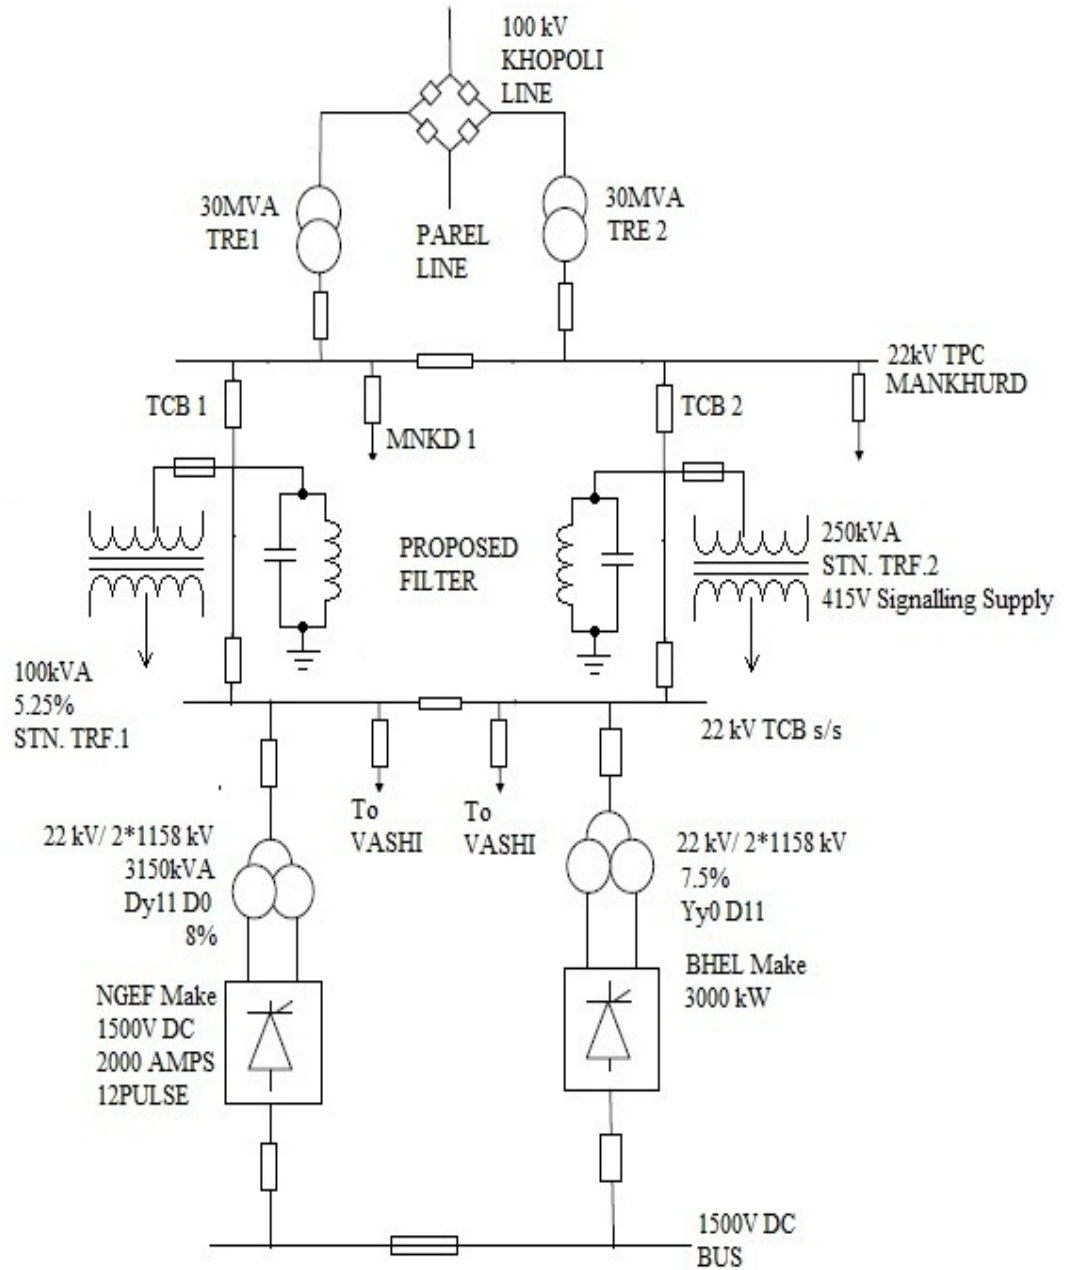 100 kV
KHOPOLI
LINE
30MVA
TRE1
30MVA
TRE 2
PAREL
LINE
22kV TPC
MANKHURD
TCB 1
TCB 2
MNKD 1
PROPOSED
FILTER
250kVA
STN. TRF.2
415V Signalling Supply
100kVA
5.25%
STN. TRF.1
22 kV TCB s/s
To
VASHI
To
VASHI
22 kV/ 2*1158 kV
3150kVA
Dy11 D0
8%
22 kV/ 2*1158 kV
7.5%
Yy0 D11
NGEF Make
1500V DC
2000 AMPS
12PULSE
BHEL Make
3000 kW
1500V DC
BUS